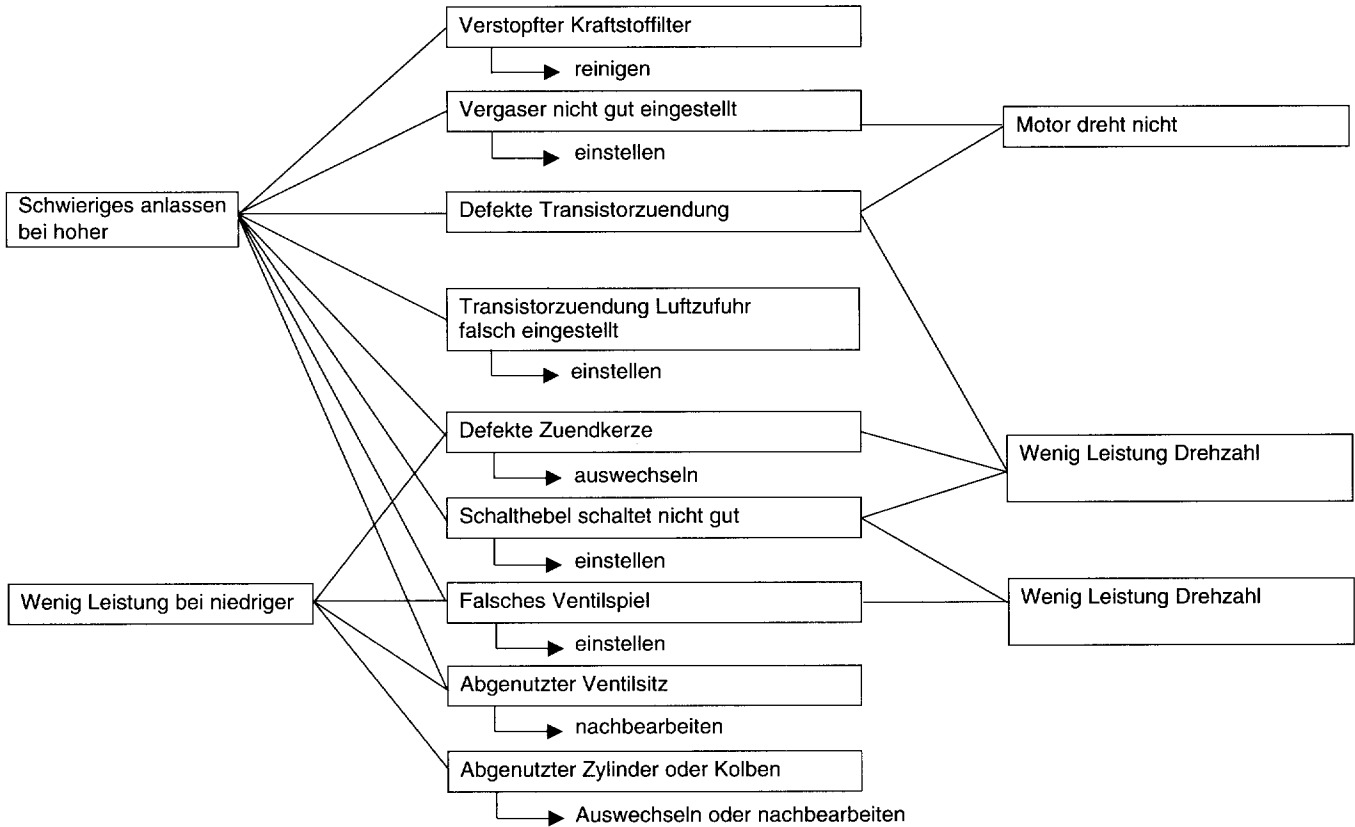 Verstopfter Kraftstoffilter
reinigen
Vergaser nicht gut eingestellt
einstellen
Motor dreht nicht
Schwieriges anlassen
bei hoher
Defekte Transistorzuendung
Transistorzuendung Luftzufuhr
falsch eingestellt
einstellen
Defekte Zuendkerze
auswechseln
Wenig Leistung Drehzahl
Schalthebel schaltet nicht gut
einstellen
Wenig Leistung bei niedriger
Falsches Ventilspiel
einstellen
Wenig Leistung Drehzahl
Abgenutzter Ventilsitz
nachbearbeiten
Abgenutzter Zylinder oder Kolben
Auswechseln oder nachbearbeiten